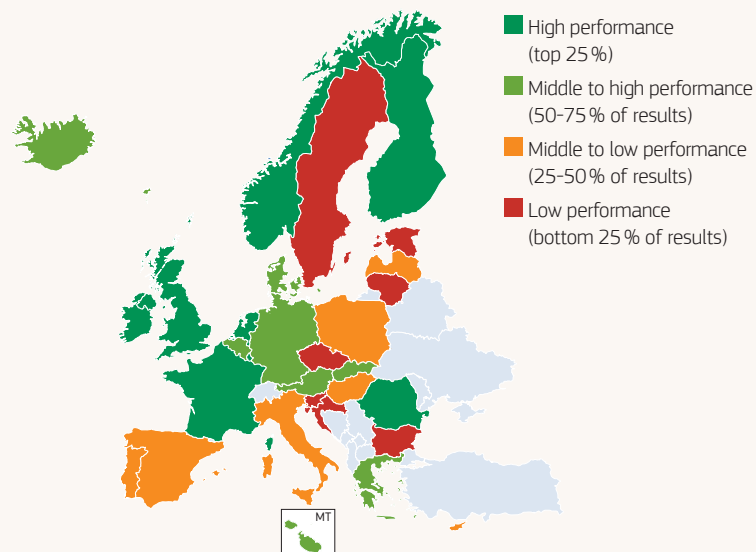 High performance
(top 25 %)
Middle to high performance
(50-75 % of results)
Middle to low performance
(25-50 % of results)
Low performance
(bottom 25 % of results)
MT